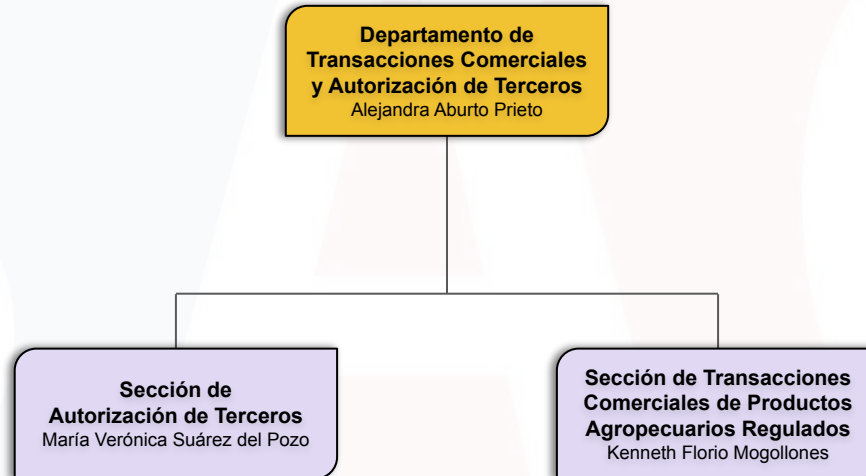 Departamento de
Transacciones Comerciales
y Autorización de Terceros
Alejandra Aburto Prieto
Sección de
Autorización de Terceros
María Verónica Suárez del Pozo
Sección de Transacciones
Comerciales de Productos
Agropecuarios Regulados
Kenneth Florio Mogollones